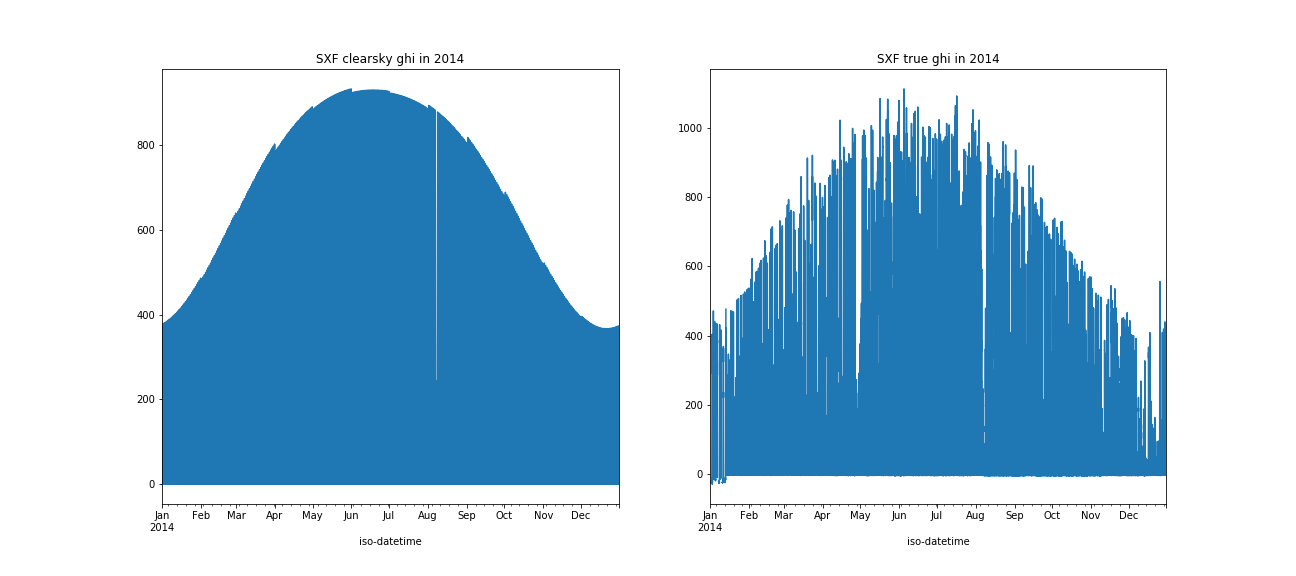 SXF clearsky ghi in 2014
800
600
400
200
0
Jan Feb Mar Apr May Jun Jul Aug Sep Oct Nov Dec
2014
iso-datetime
SXF true ghi in 2014
1000
800
600
400
200
0
Jan Feb Mar Apr May Jun Jul Aug Sep Oct Nov Dec
2014
iso-datetime